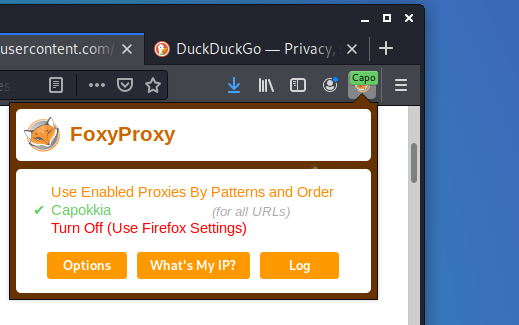 usercontent.com/
DuckDuckGo — Privacy,
es
Capo
FoxyProxy
Use Enabled Proxies By Patterns and Order
✔ Capokkia (for all URLs)
Turn Off (Use Firefox Settings)
Options What's My IP? Log